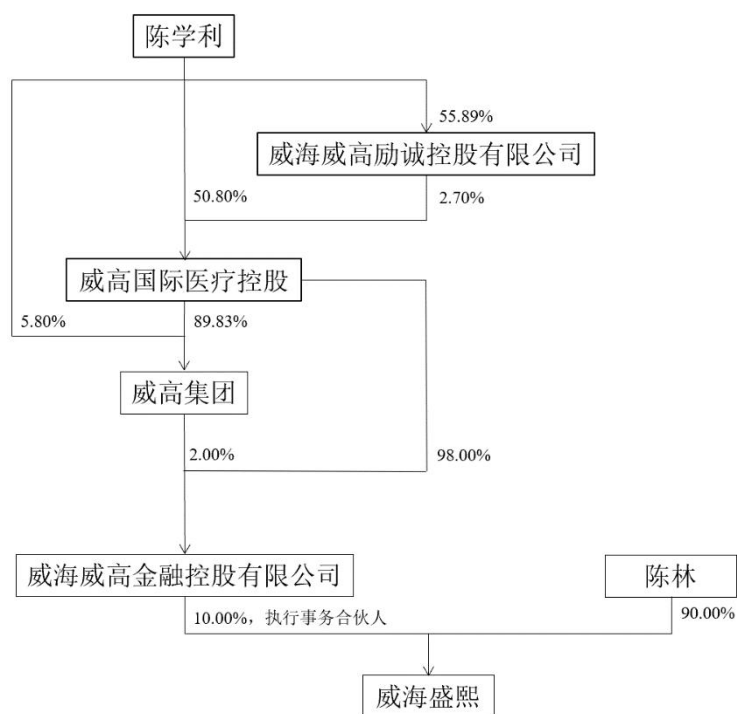 陈学利
55.89%
威海威高励诚控股有限公司
50.80%
2.70%
威高国际医疗控股
5.80%
89.83%
威高集团
2.00%
98.00%
威海威高金融控股有限公司
陈林
10.00%，执行事务合伙人
90.00%
威海盛熙